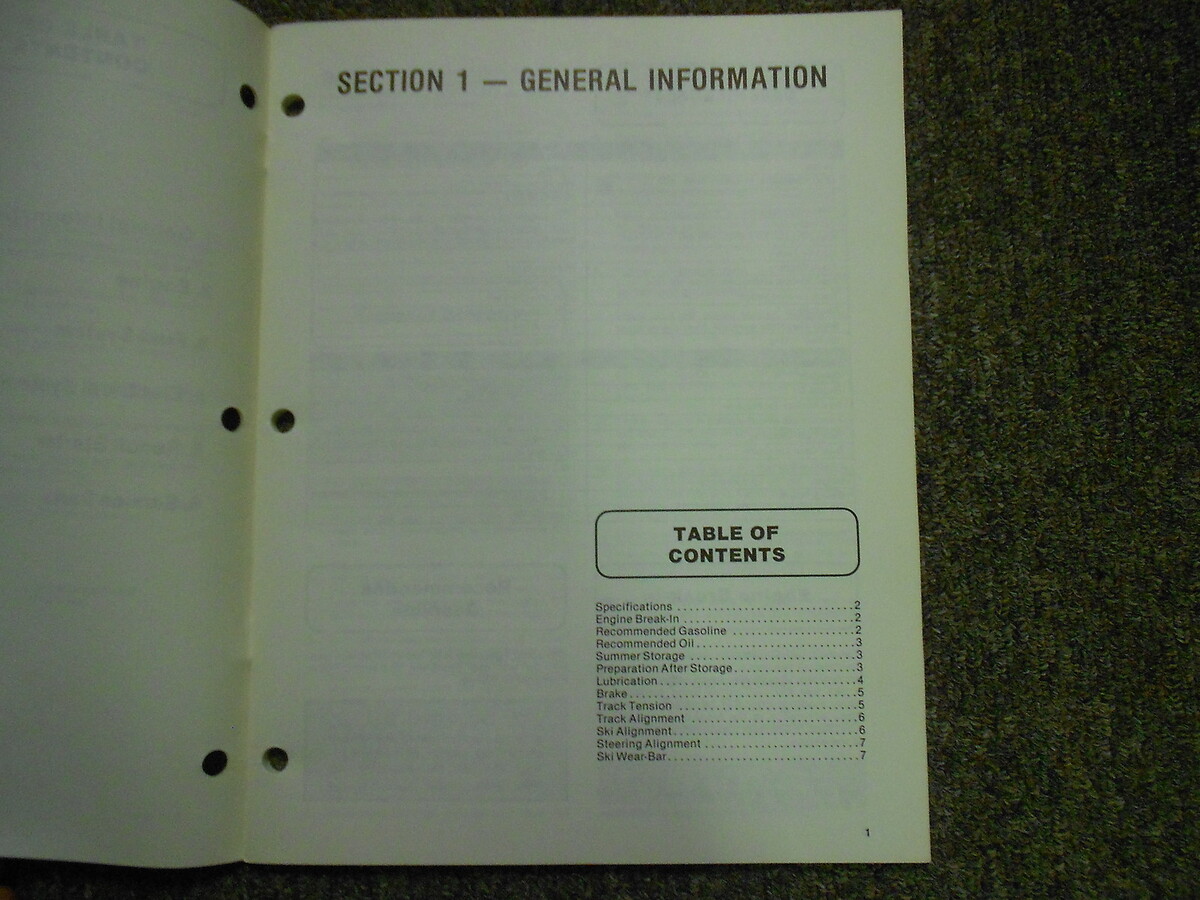 SECTION 1 — GENERAL INFORMATION
TABLE OF
CONTENTS
Specifications ............................2
Engine Break-In ............................2
Recommended Gasoline ....................2
Recommended Oil..........................3
Summer Storage ...........................3
Preparation After Storage....................3
Lubrication................................4
Brake.....................................5
Track Tension .............................5
Track Alignment ...........................6
Ski Alignment..............................6
Steering Alignment .........................7
Ski Wear-Bar...............................7
1